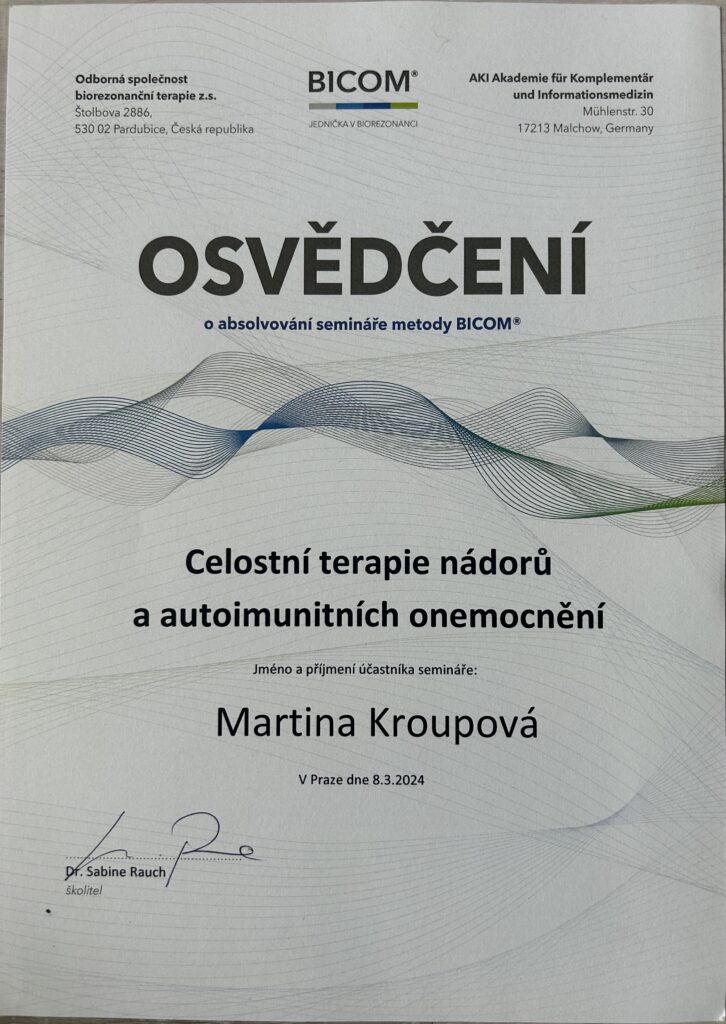 Odborná společnost
biorezonanční terapie z.s.
Štolbova 2886,
530 02 Pardubice, Česká republika
BICOM®
JEDNIČKA V BIOREZONANCI
AKI Akademie für Komplementär
und Informationsmedizin
Mühlenstr. 30
17213 Malchow, Germany
OSVĚDČENÍ
o absolvování semináře metody BICOM®
Celostní terapie nádorů
a autoimunitních onemocnění
Jméno a příjmení účastníka semináře:
Martina Kroupová
V Praze dne 8.3.2024
Dr. Sabine Rauch
školitel